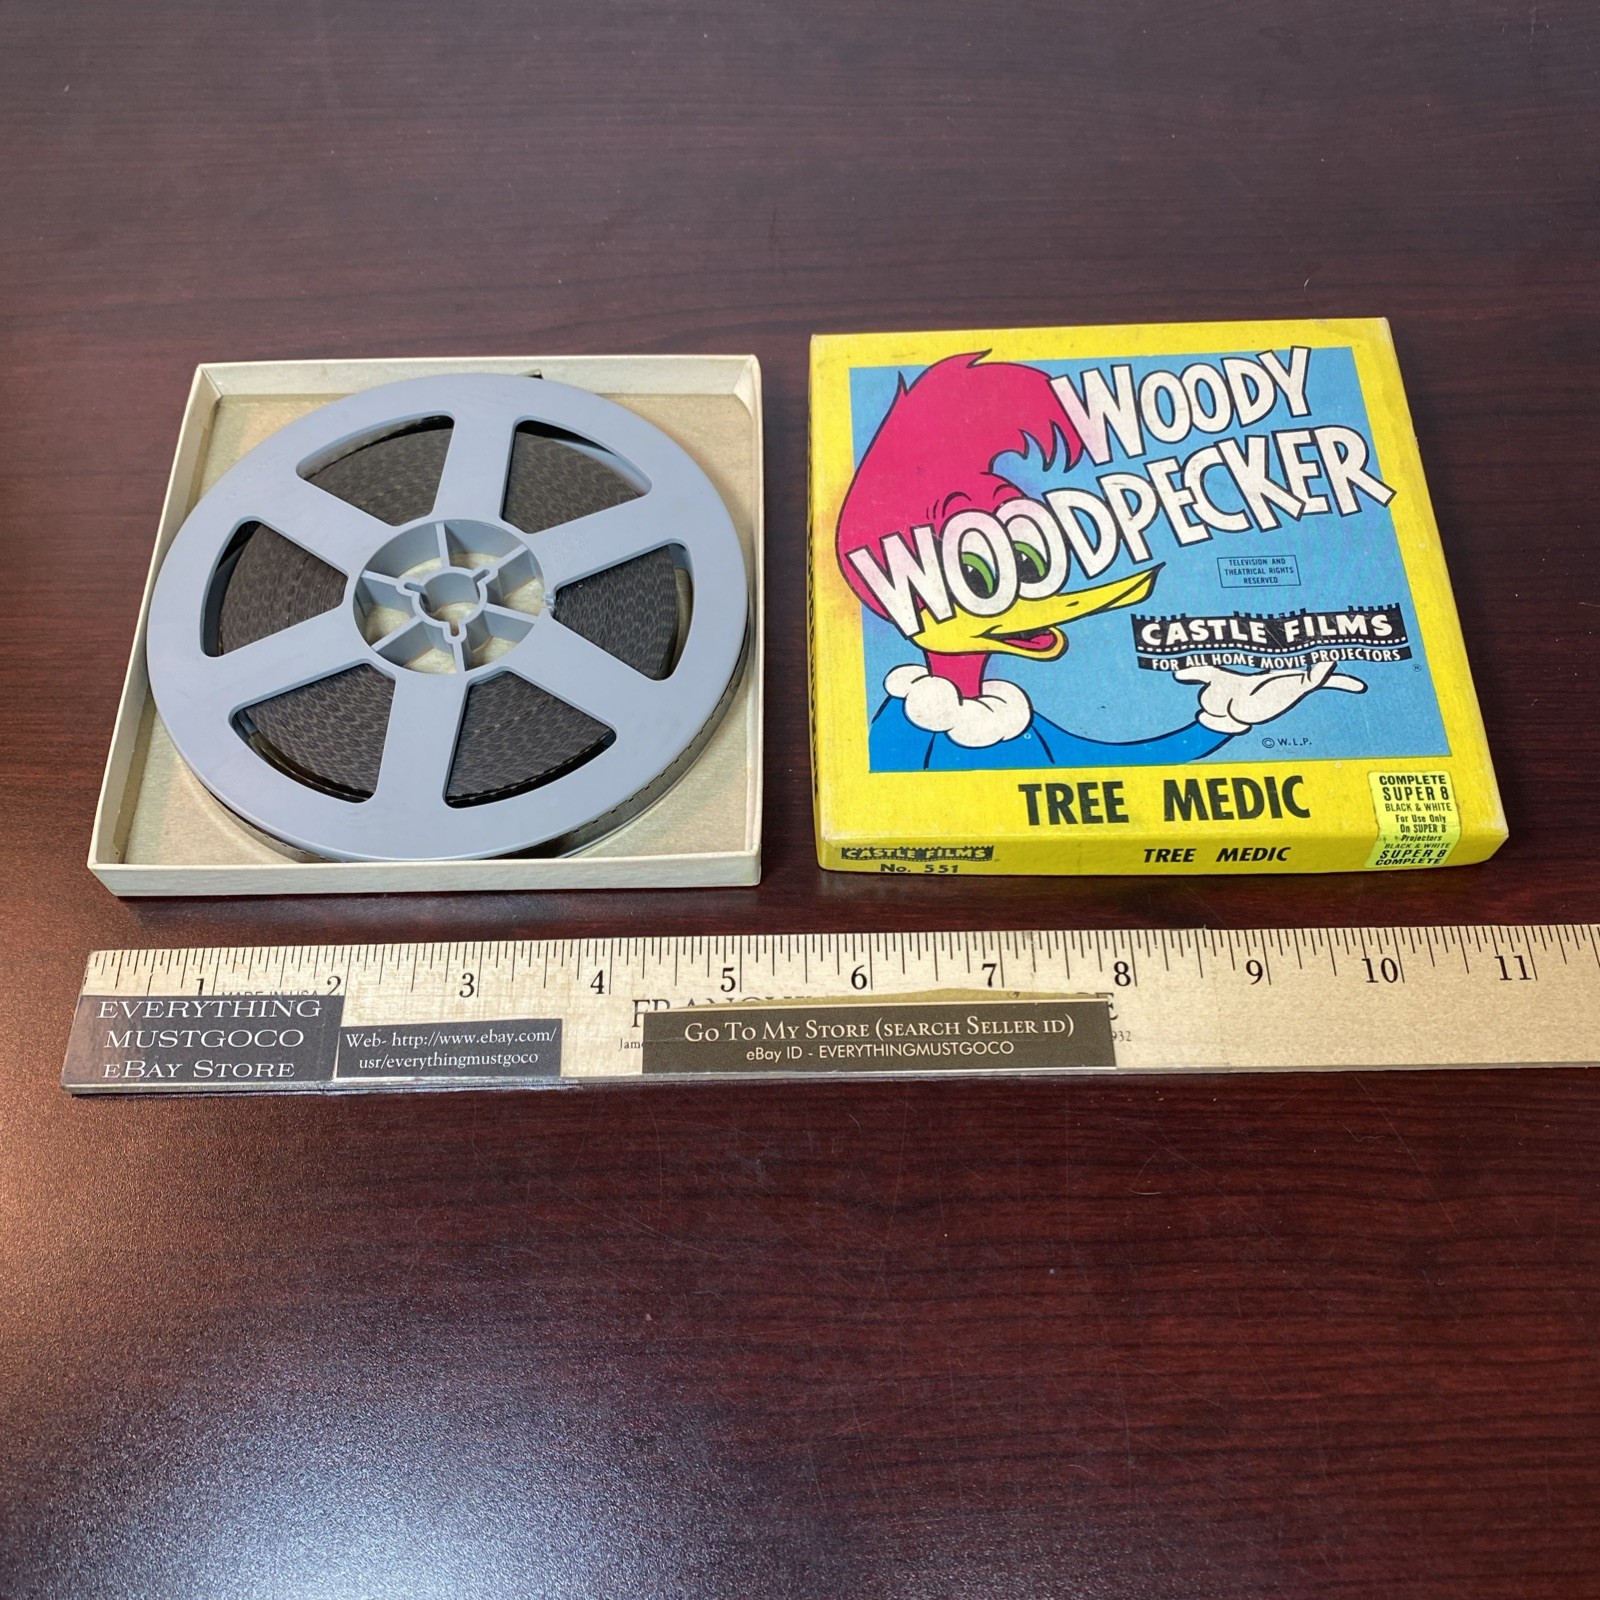 WOODY
WOODPECKER
TELEVISION AND
THEATRICAL RIGHTS
RESERVED
CASTLE FILMS
FOR ALL HOME MOVIE PROJECTORS
®
© W.L.P.
TREE MEDIC
COMPLETE
SUPER 8
BLACK & WHITE
For Use Only
On SUPER 8
Projectors
BLACK & WHITE
SUPER 8
COMPLETE
CASTLE FILMS
No. 551
TREE MEDIC
1 2 3 4 5 6 7 8 9 10 11
MADE IN USA
EVERYTHING
MUSTGOCO
EBAY STORE
Web- http://www.ebay.com/
usr/everythingmustgoco
GO TO MY STORE (SEARCH SELLER ID)
eBay ID - EVERYTHINGMUSTGOCO
932